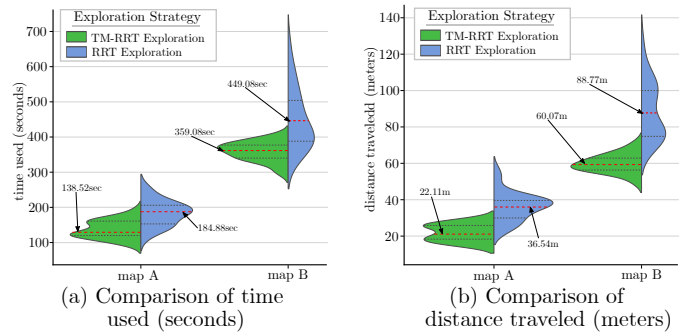 Exploration Strategy
TM-RRT Exploration
RRT Exploration
time used (seconds)
700
600
500
400
300
200
100
449.08sec
359.08sec
138.52sec
184.88sec
map A
map B
(a) Comparison of time
used (seconds)
Exploration Strategy
TM-RRT Exploration
RRT Exploration
distance traveledd (meters)
140
120
100
80
60
40
20
88.77m
60.07m
22.11m
36.54m
map A
map B
(b) Comparison of
distance traveled (meters)